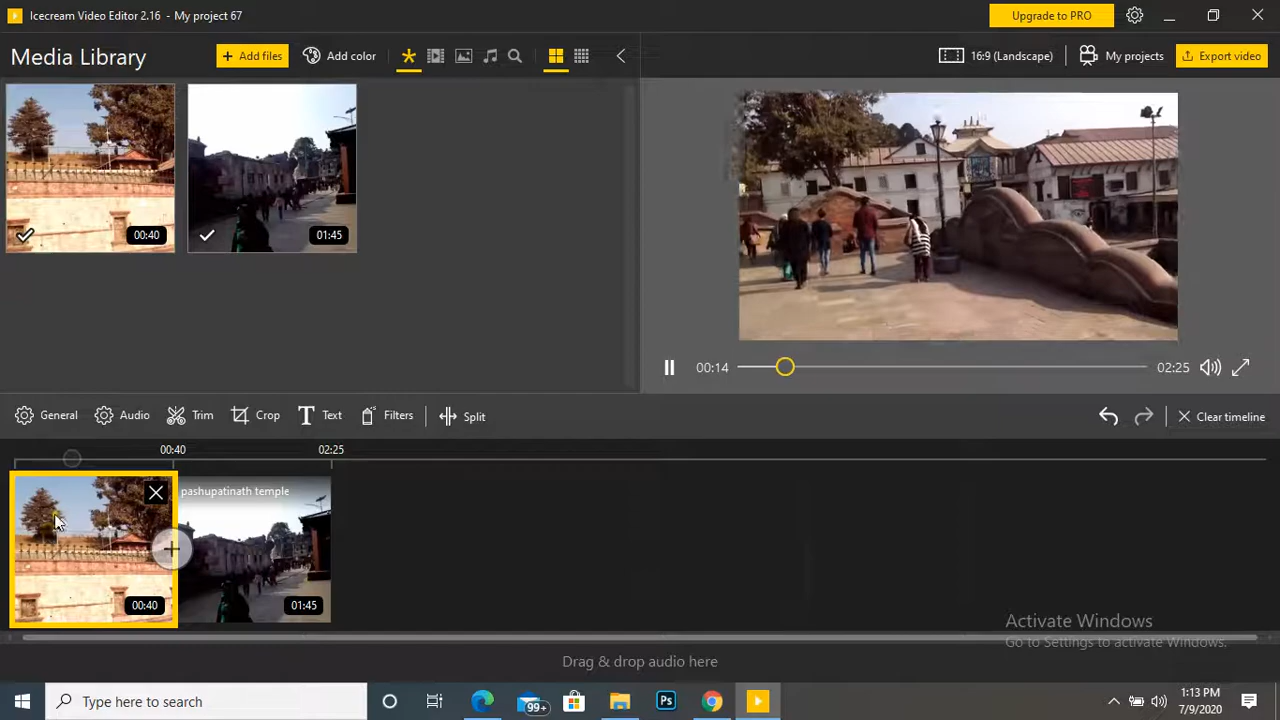 Icecream Video Editor 2.16 - My project 67
Upgrade to PRO
Media Library
+ Add files
Add color
16:9 (Landscape)
My projects
Export video
00:40
01:45
00:14
02:25
General
Audio
Trim
Crop
Text
Filters
Split
Clear timeline
00:40
02:25
pashupatinath temple
00:40
01:45
Activate Windows
Go to Settings to activate Windows.
Drag & drop audio here
Type here to search
99+
Ps
1:13 PM
7/9/2020